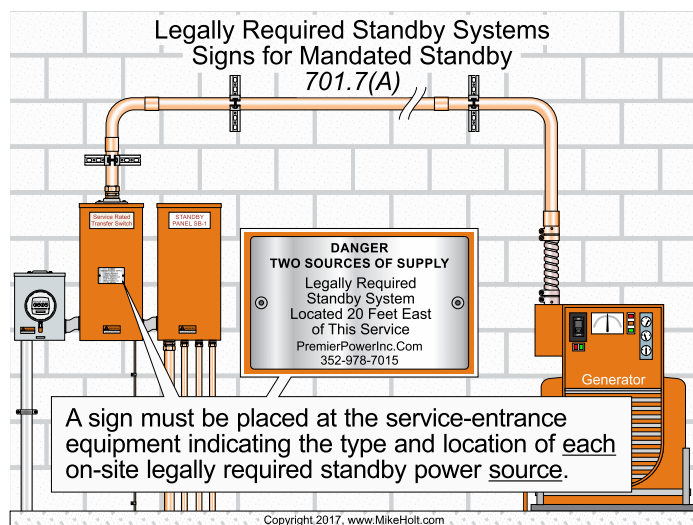 Legally Required Standby Systems
Signs for Mandated Standby
701.7(A)
Service Rated
Transfer Switch
STANDBY
PANEL SB-1
DANGER
TWO SOURCES OF SUPPLY
Legally Required
Standby System
Located 20 Feet East
of This Service
PremierPowerInc.Com
352-978-7015
Generator
A sign must be placed at the service-entrance
equipment indicating the type and location of each
on-site legally required standby power source.
Copyright 2017, www.MikeHolt.com